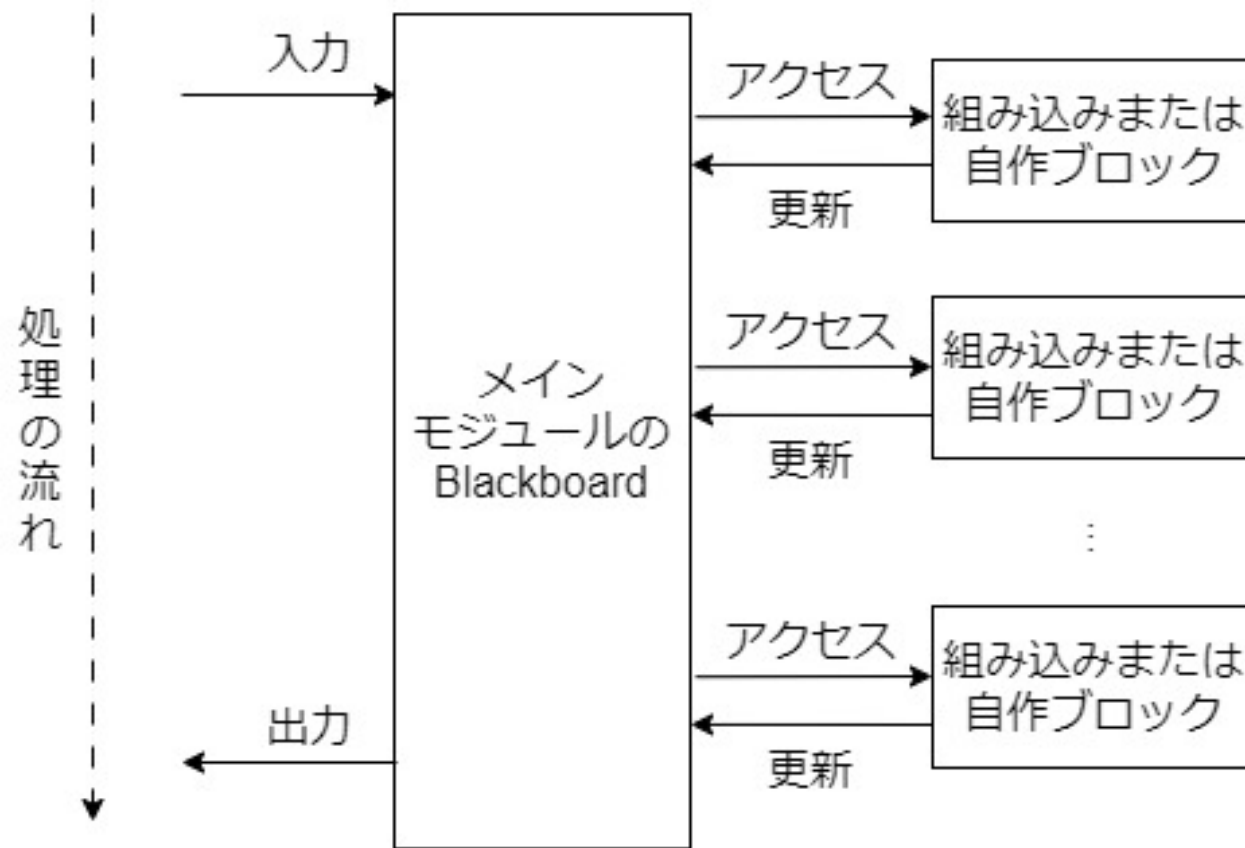 入力
アクセス
組み込みまたは
自作ブロック
更新
処理の流れ
メイン
モジュールの
Blackboard
アクセス
組み込みまたは
自作ブロック
更新
⋮
アクセス
組み込みまたは
自作ブロック
出力
更新